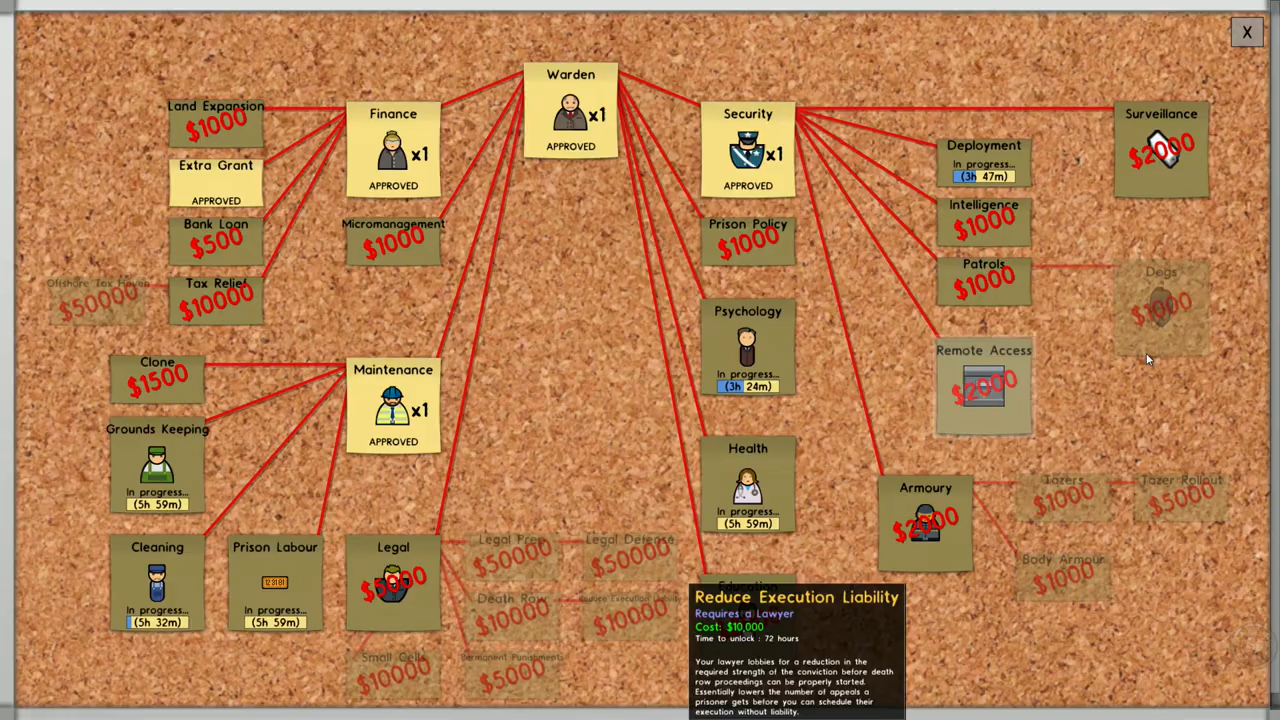 X
Warden
x1
APPROVED
Land Expansion
$1000
Finance
x1
APPROVED
Security
x1
APPROVED
Surveillance
$2000
Extra Grant
APPROVED
Deployment
In progress...
(3h 47m)
Bank Loan
$500
Micromanagement
$1000
Prison Policy
$1000
Intelligence
$1000
Offshore Tax Haven
$50000
Tax Relief
$10000
Patrols
$1000
Dogs
$1000
Psychology
In progress...
(3h 24m)
Remote Access
$2000
Clone
$1500
Maintenance
x1
APPROVED
Grounds Keeping
In progress...
(5h 59m)
Health
In progress...
(5h 59m)
Armoury
$2000
Tazers
$1000
Tazer Rollout
$5000
Body Armour
$1000
Cleaning
In progress...
(5h 32m)
Prison Labour
123181
In progress...
(5h 59m)
Legal
$5000
Legal Prep
$50000
Legal Defense
$50000
Death Row
$10000
Reduce Execution Liability
$10000
Small Cells
$10000
Permanent Punishments
$5000
Education
Reduce Execution Liability
Requires a Lawyer
Cost: $10,000
Time to unlock : 72 hours
Your lawyer lobbies for a reduction in the
required strength of the conviction before death
row proceedings can be properly started.
Essentially lowers the number of appeals a
prisoner gets before you can schedule their
execution without liability.